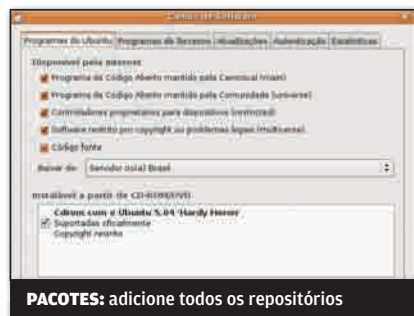 Canais de Software
Programas do Ubuntu Programas de Terceiros Atualizações Autenticação Estatísticas
Disponível pela Internet
Programa de Código Aberto mantido pela Canonical (main)
Programa de Código Aberto mantido pela Comunidade (universe)
Controladores proprietários para dispositivos (restricted)
Software restrito por copyright ou problemas legais (multiverse)
Código fonte
Baixar de: Servidor Brasil
Instalável a partir de CD-ROM/DVD
Cdrom com o Ubuntu 8.04 'Hardy Heron'
Suportadas oficialmente
Copyright restrito
PACOTES: adicione todos os repositórios